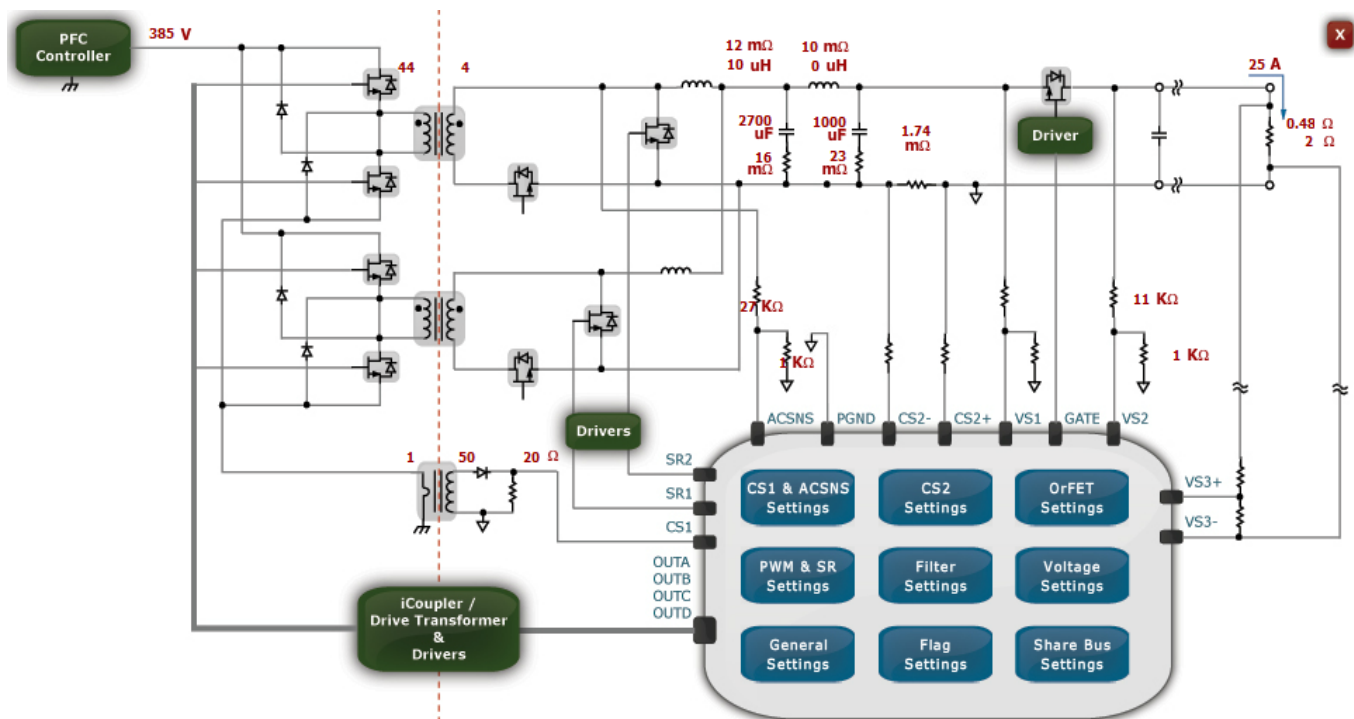 PFC
Controller
385 V
X
44
4
12 mΩ
10 uH
10 mΩ
0 uH
25 A
2700
uF
16
mΩ
1000
uF
23
mΩ
1.74
mΩ
Driver
0.48 Ω
2 Ω
27 KΩ
1 KΩ
11 KΩ
1 KΩ
Drivers
ACSNS
PGND
CS2-
CS2+
VS1
GATE
VS2
1
50
20 Ω
SR2
SR1
CS1
OUTA
OUTB
OUTC
OUTD
VS3+
VS3-
CS1 & ACSNS
Settings
CS2
Settings
OrFET
Settings
PWM & SR
Settings
Filter
Settings
Voltage
Settings
General
Settings
Flag
Settings
Share Bus
Settings
iCoupler /
Drive Transformer
&
Drivers